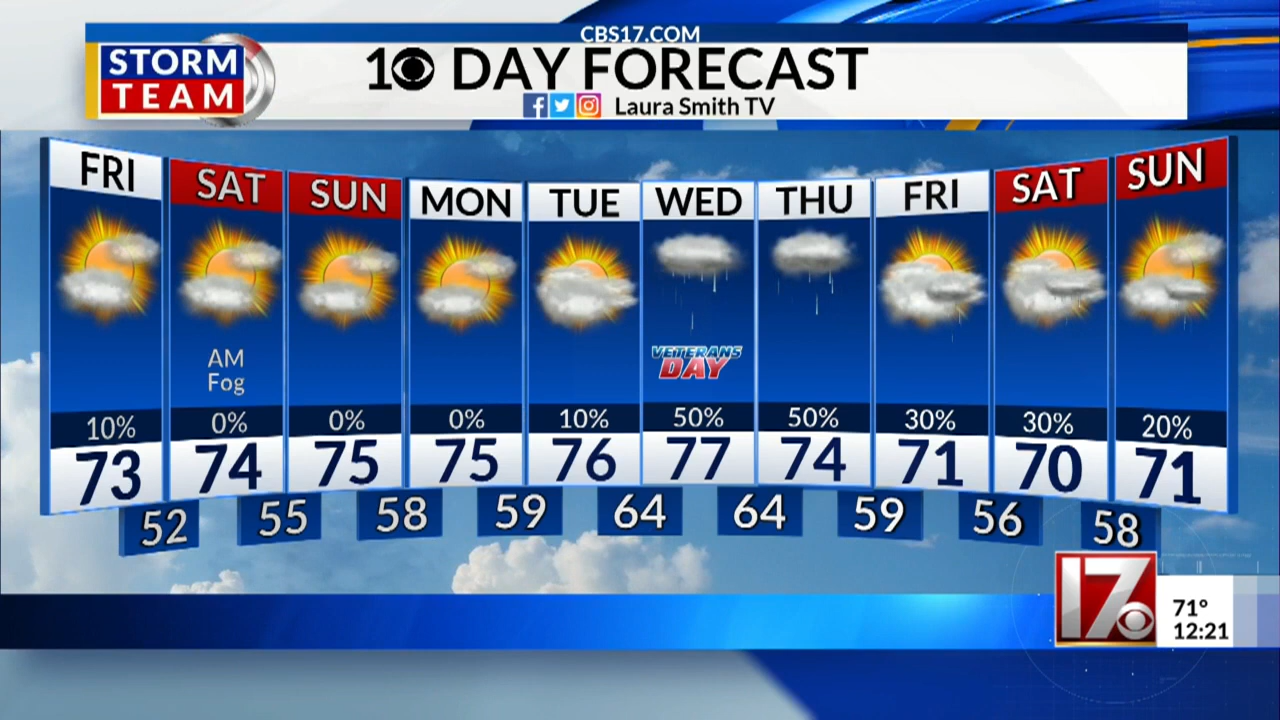 CBS17.COM
STORM
TEAM
10 DAY FORECAST
Laura Smith TV
FRI SAT SUN MON TUE WED THU FRI SAT SUN
AM
Fog
VETERANS
DAY
10% 0% 0% 0% 10% 50% 50% 30% 30% 20%
73 74 75 75 76 77 74 71 70 71
52 55 58 59 64 64 59 56 58
17
71°
12:21